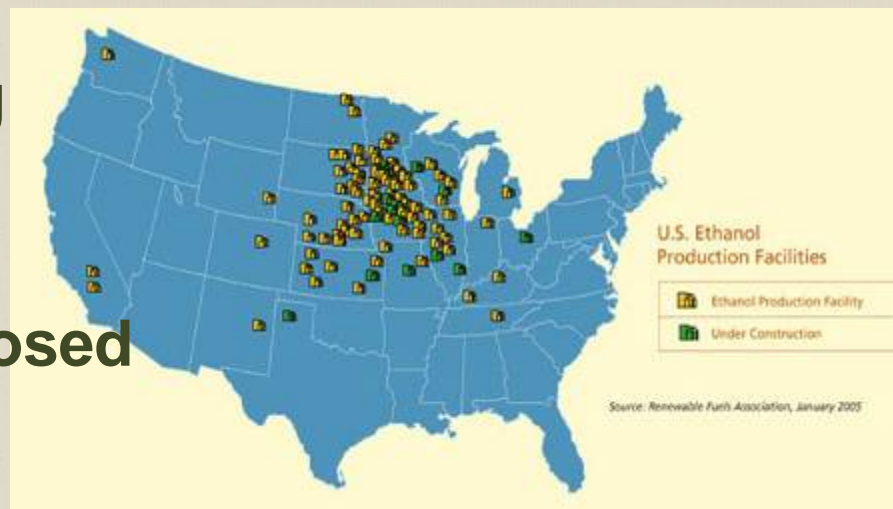 g
osed
U.S. Ethanol
Production Facilities
Ethanol Production Facility
Under Construction
Source: Renewable Fuels Association, January 2005